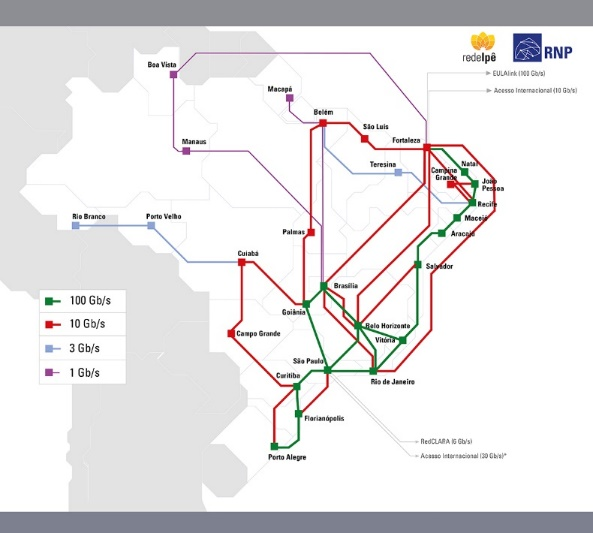 redeIpê
RNP
EULAlink (100 Gb/s)
Acesso Internacional (10 Gb/s)
Boa Vista
Macapá
Belém
São Luis
Fortaleza
Manaus
Teresina
Natal
Campina
Grande
João
Pessoa
Recife
Maceió
Aracaju
Rio Branco
Porto Velho
Palmas
Cuiabá
Salvador
Brasília
Goiânia
100 Gb/s
10 Gb/s
3 Gb/s
1 Gb/s
Belo Horizonte
Campo Grande
Vitória
São Paulo
Curitiba
Rio de Janeiro
Florianópolis
Porto Alegre
RedCLARA (6 Gb/s)
Acesso Internacional (30 Gb/s)*